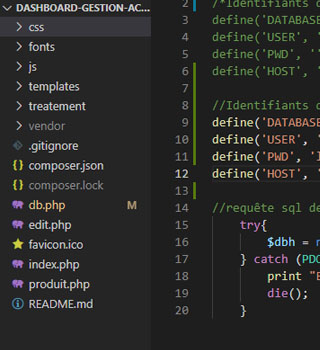 DASHBOARD-GESTION-AC...
css
fonts
js
templates
treatement
vendor
.gitignore
composer.json
composer.lock
db.php M
edit.php
favicon.ico
index.php
produit.php
README.md
2 /*Identifiants
3 define('DATABASE
4 define('USER',
5 define('PWD', '
6 define('HOST', '
7
8 //Identifiants
9 define('DATABASE
10 define('USER', '
11 define('PWD',
12 define('HOST', '
13
14 //requête sql de
15 try{
16 $dbh =
17 } catch (PDO
18 print "
19 die();
20 }